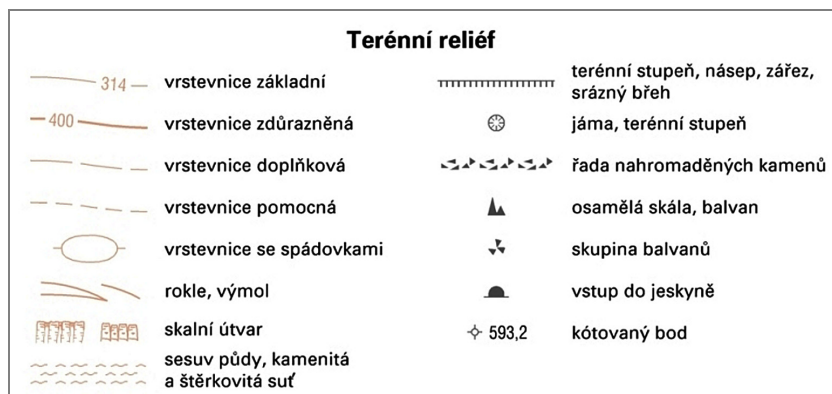 Terénní reliéf
314
vrstevnice základní
400
vrstevnice zdůrazněná
vrstevnice doplňková
vrstevnice pomocná
vrstevnice se spádovkami
rokle, výmol
skalní útvar
sesuv půdy, kamenitá
a štěrkovitá suť
terénní stupeň, násep, zářez,
srázný břeh
jáma, terénní stupeň
řada nahromaděných kamenů
osamělá skála, balvan
skupina balvanů
vstup do jeskyně
593,2
kótovaný bod